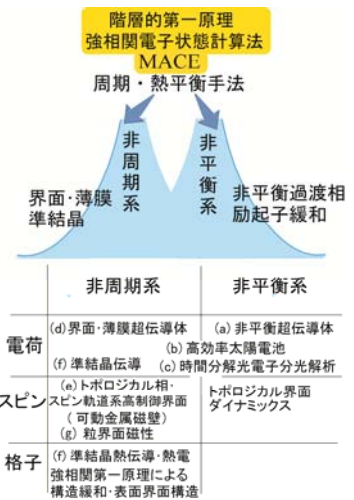 階層的第一原理
強相関電子状態計算法
MACE
周期・熱平衡手法
非周期系
非平衡系
界面・薄膜
準結晶
非平衡過渡相
励起子緩和
非周期系
非平衡系
電荷
(d) 界面・薄膜超伝導体
(a) 非平衡超伝導体
(b) 高効率太陽電池
(f) 準結晶伝導
(c) 時間分解光電子分光解析
スピン
(e) トポロジカル相・
スピン軌道系高制御界面
(可動金属磁壁)
(g) 粒界面磁性
トポロジカル界面
ダイナミックス
格子
(f) 準結晶熱伝導・熱電
強相関第一原理による
構造緩和・表面界面構造